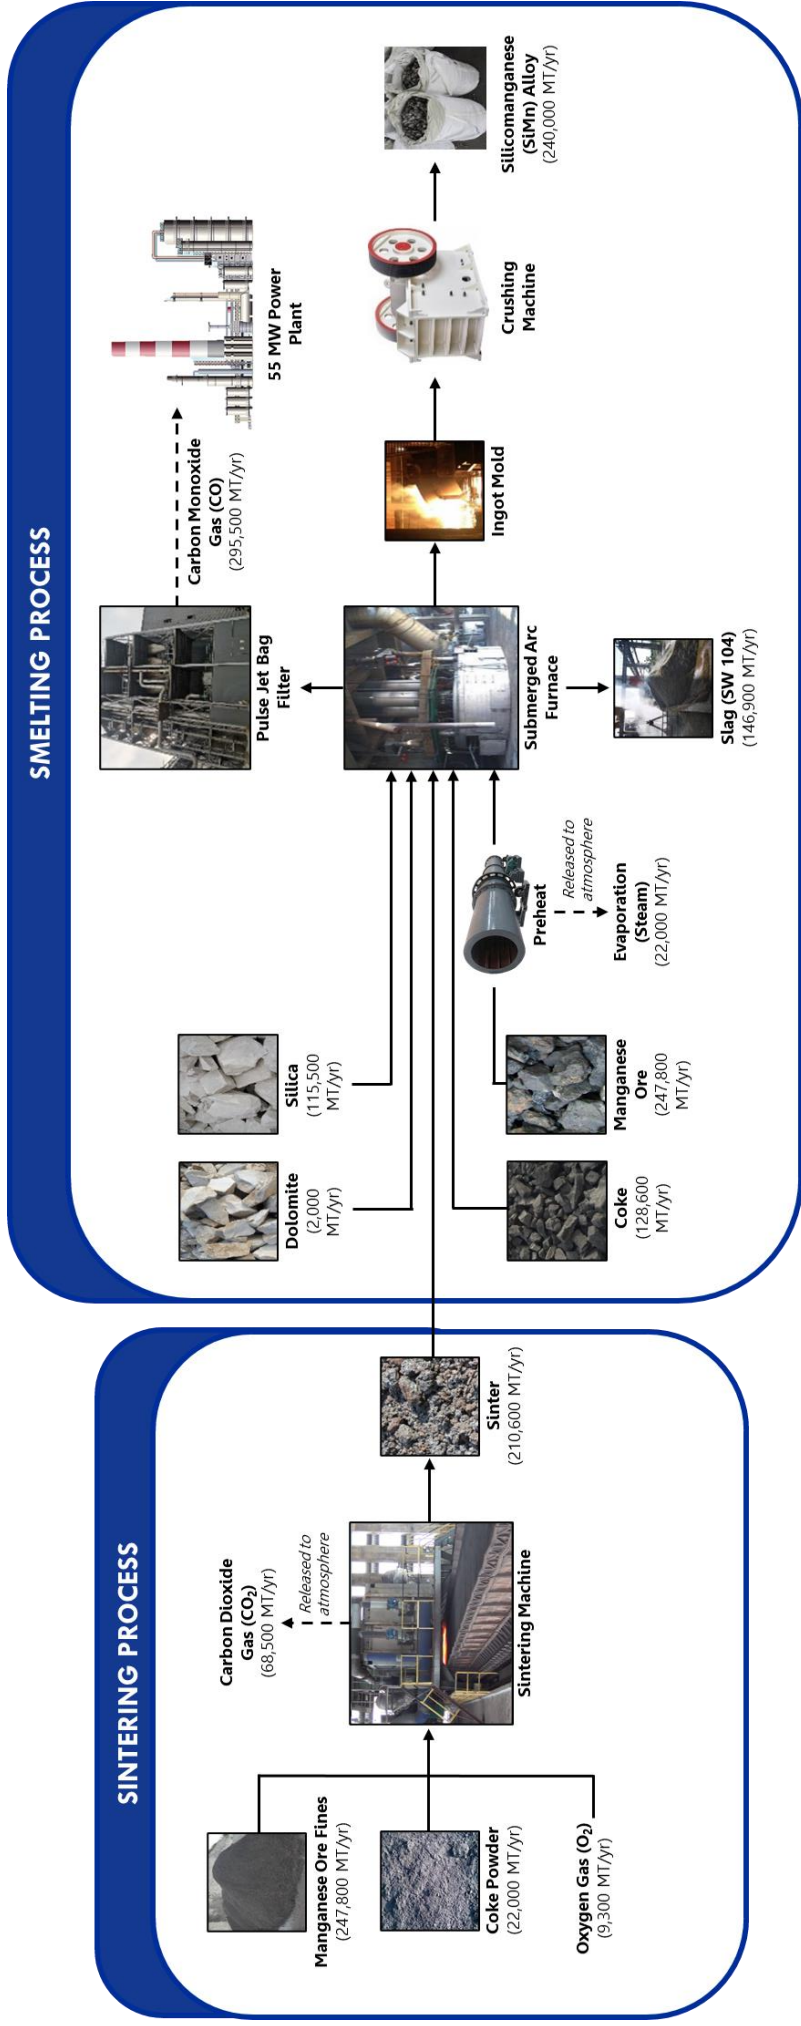 SINTERING PROCESS
Manganese Ore Fines
(247,800 MT/yr)
Coke Powder
(22,000 MT/yr)
Oxygen Gas (O₂)
(9,300 MT/yr)
Carbon Dioxide
Gas (CO₂)
(68,500 MT/yr)
Released to
atmosphere
Sintering Machine
Sinter
(210,600 MT/yr)
SMELTING PROCESS
Dolomite
(2,000
MT/yr)
Silica
(115,500
MT/yr)
Coke
(128,600
MT/yr)
Manganese
Ore
(247,800
MT/yr)
Preheat
Released to
atmosphere
Evaporation
(Steam)
(22,000 MT/yr)
Pulse Jet Bag
Filter
Carbon Monoxide
Gas (CO)
(295,500 MT/yr)
55 MW Power
Plant
Submerged Arc
Furnace
Slag (SW 104)
(146,900 MT/yr)
Ingot Mold
Crushing
Machine
Silicomanganese
(SiMn) Alloy
(240,000 MT/yr)